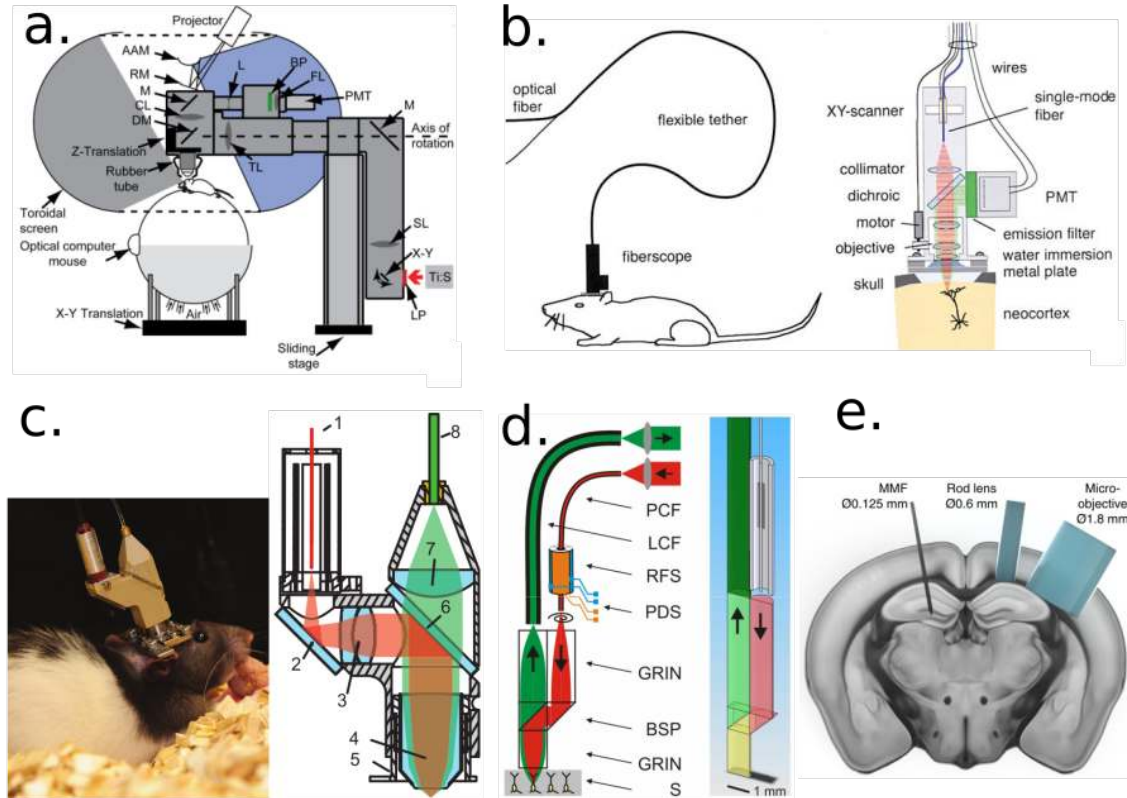 a.
Projector
AAM
RM
M
CL
DM
Z-Translation
Rubber
tube
L
BP
FL
PMT
M
Axis of
rotation
TL
Toroidal
screen
Optical computer
mouse
SL
X-Y
Ti:S
LP
X-Y Translation
Air
Sliding
stage
b.
optical
fiber
flexible tether
fiberscope
wires
XY-scanner
single-mode
fiber
collimator
dichroic
PMT
motor
emission filter
objective
water immersion
metal plate
skull
neocortex
c.
1
8
7
6
2
3
4
5
d.
PCF
LCF
RFS
PDS
GRIN
BSP
GRIN
S
1 mm
e.
MMF
Ø0.125 mm
Rod lens
Ø0.6 mm
Micro-
objective
Ø1.8 mm